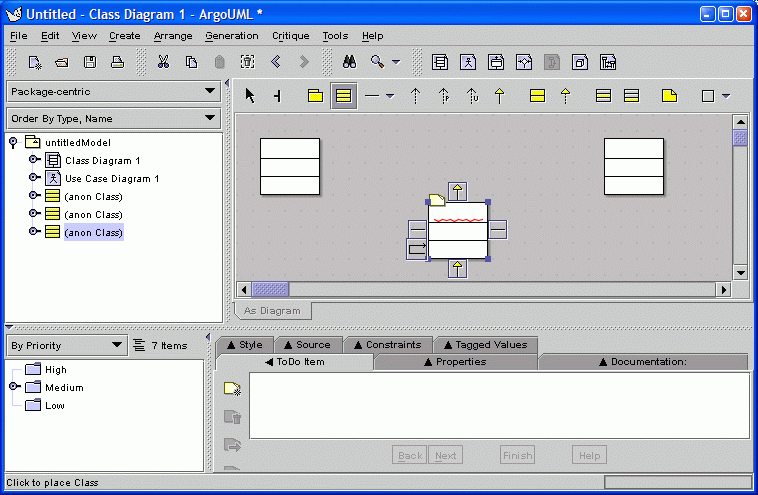 Untitled - Class Diagram 1 - ArgoUML *
File Edit View Create Arrange Generation Critique Tools Help
Package-centric
Order By Type, Name
untitledModel
Class Diagram 1
Use Case Diagram 1
(anon Class)
(anon Class)
(anon Class)
As Diagram
By Priority
7 Items
High
Medium
Low
Style Source Constraints Tagged Values
ToDo Item Properties Documentation:
Back Next Finish Help
Click to place Class